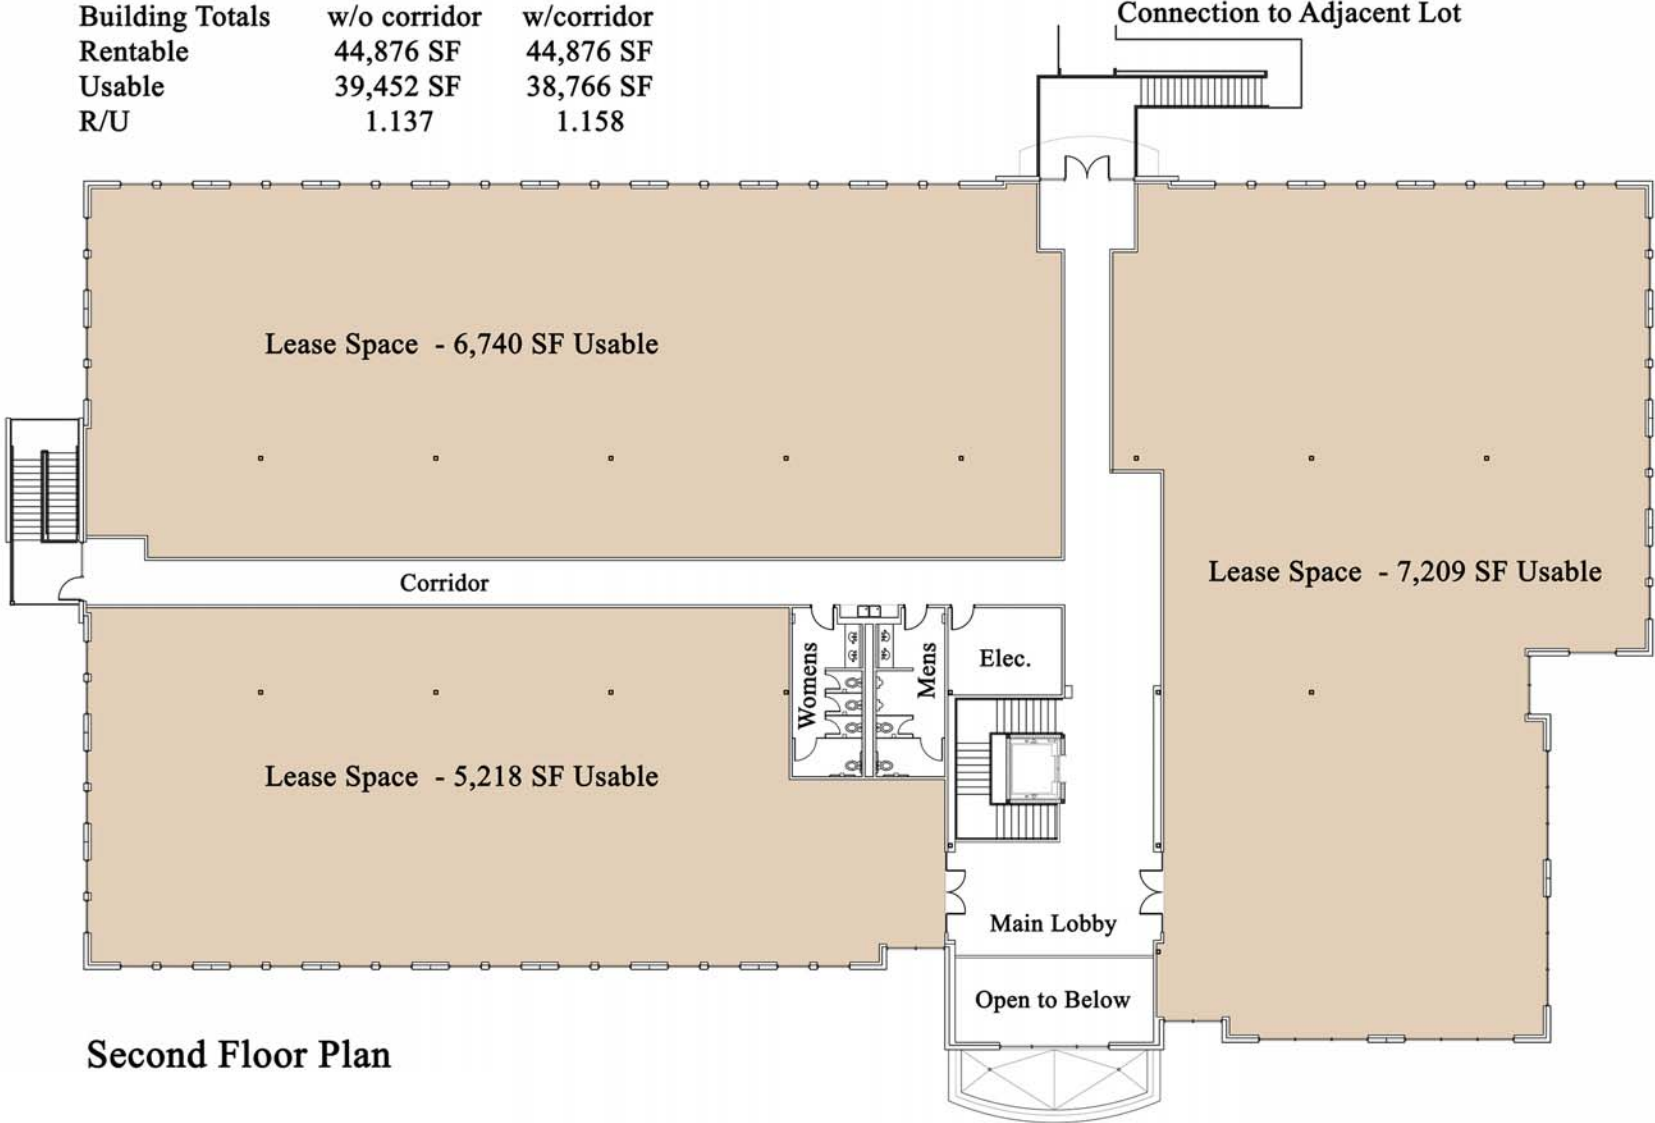 Building Totals w/o corridor w/corridor
Rentable 44,876 SF 44,876 SF
Usable 39,452 SF 38,766 SF
R/U 1.137 1.158
Connection to Adjacent Lot
Lease Space - 6,740 SF Usable
Lease Space - 7,209 SF Usable
Corridor
Womens
Mens
Elec.
Lease Space - 5,218 SF Usable
Main Lobby
Open to Below
Second Floor Plan